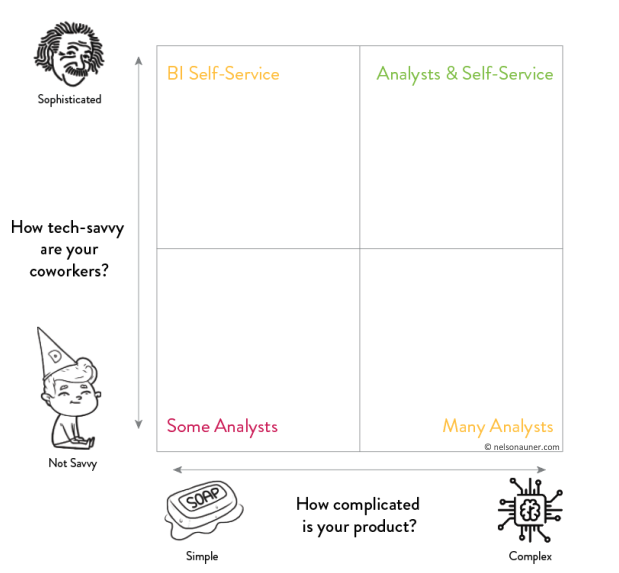 BI Self-Service
Analysts & Self-Service
Sophisticated
How tech-savvy
are your
coworkers?
D
Some Analysts
Many Analysts
© nelsonauner.com
Not Savvy
SOAP
How complicated
is your product?
Simple
Complex